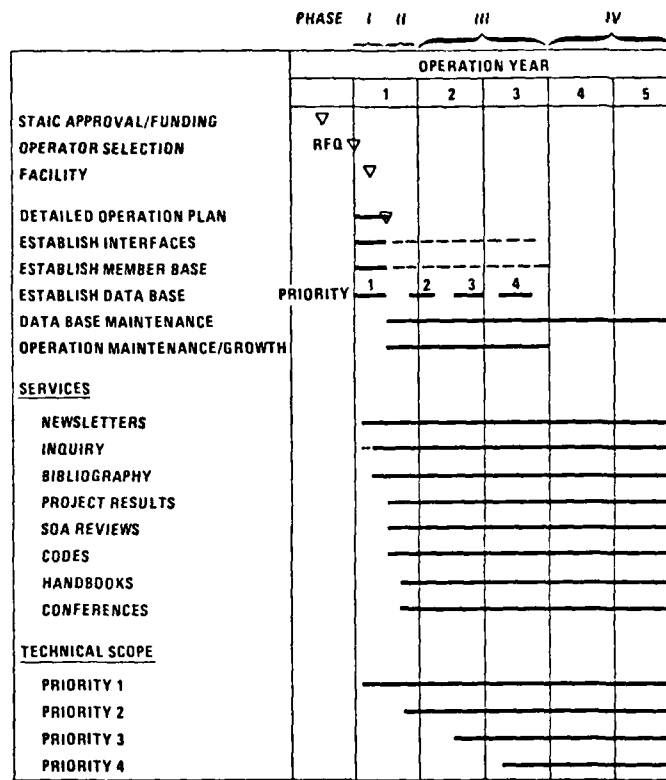 PHASE I II III IV
OPERATION YEAR
1 2 3 4 5
STAIC APPROVAL/FUNDING
OPERATOR SELECTION RFQ
FACILITY
DETAILED OPERATION PLAN
ESTABLISH INTERFACES
ESTABLISH MEMBER BASE
ESTABLISH DATA BASE PRIORITY 1 2 3 4
DATA BASE MAINTENANCE
OPERATION MAINTENANCE/GROWTH
SERVICES
NEWSLETTERS
INQUIRY
BIBLIOGRAPHY
PROJECT RESULTS
SOA REVIEWS
CODES
HANDBOOKS
CONFERENCES
TECHNICAL SCOPE
PRIORITY 1
PRIORITY 2
PRIORITY 3
PRIORITY 4